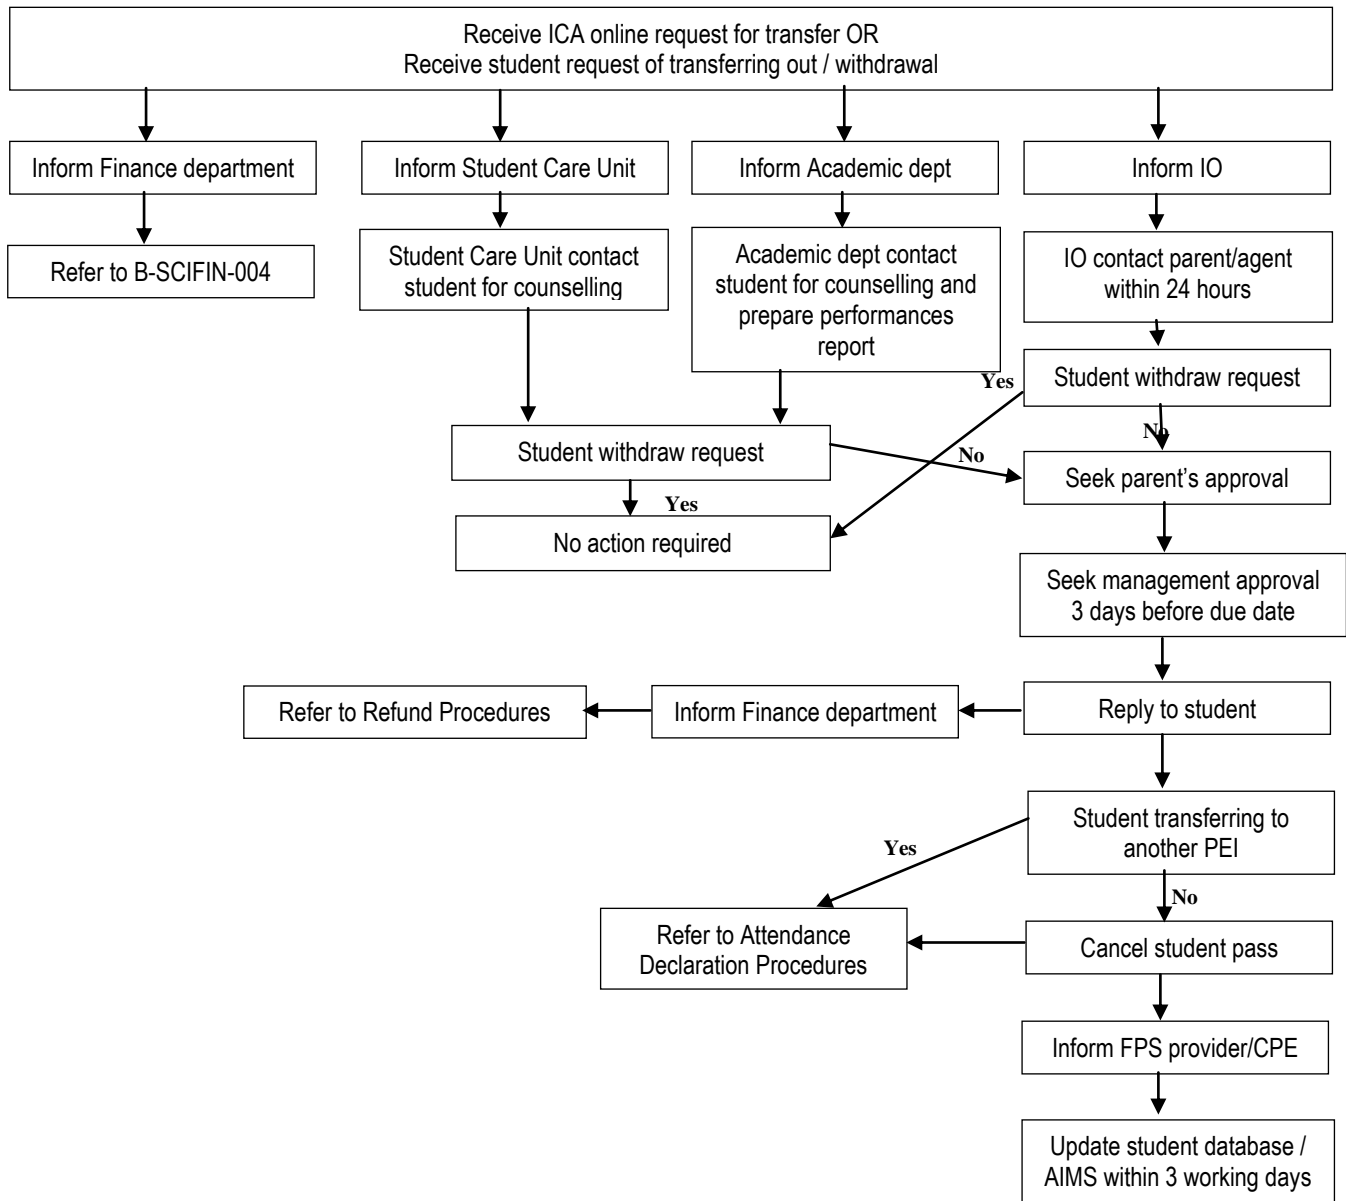 Receive ICA online request for transfer OR
Receive student request of transferring out / withdrawal
Inform Finance department
Inform Student Care Unit
Inform Academic dept
Inform IO
Refer to B-SCIFIN-004
Student Care Unit contact
student for counselling
Academic dept contact
student for counselling and
prepare performances
report
IO contact parent/agent
within 24 hours
Yes
Student withdraw request
No
Student withdraw request
No
Seek parent's approval
Yes
No action required
Seek management approval
3 days before due date
Refer to Refund Procedures
Inform Finance department
Reply to student
Student transferring to
another PEI
Yes
No
Refer to Attendance
Declaration Procedures
Cancel student pass
Inform FPS provider/CPE
Update student database /
AIMS within 3 working days